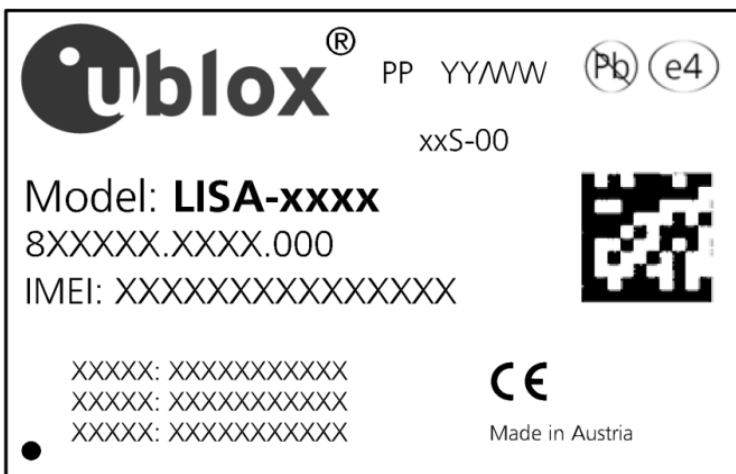 ublox® PP YY/WW Pb e4
xxS-00
Model: LISA-xxxx
8XXXXX.XXXX.000
IMEI: XXXXXXXXXXXXXXX
XXXXX: XXXXXXXXXXX
XXXXX: XXXXXXXXXXX
XXXXX: XXXXXXXXXXX
CE
Made in Austria